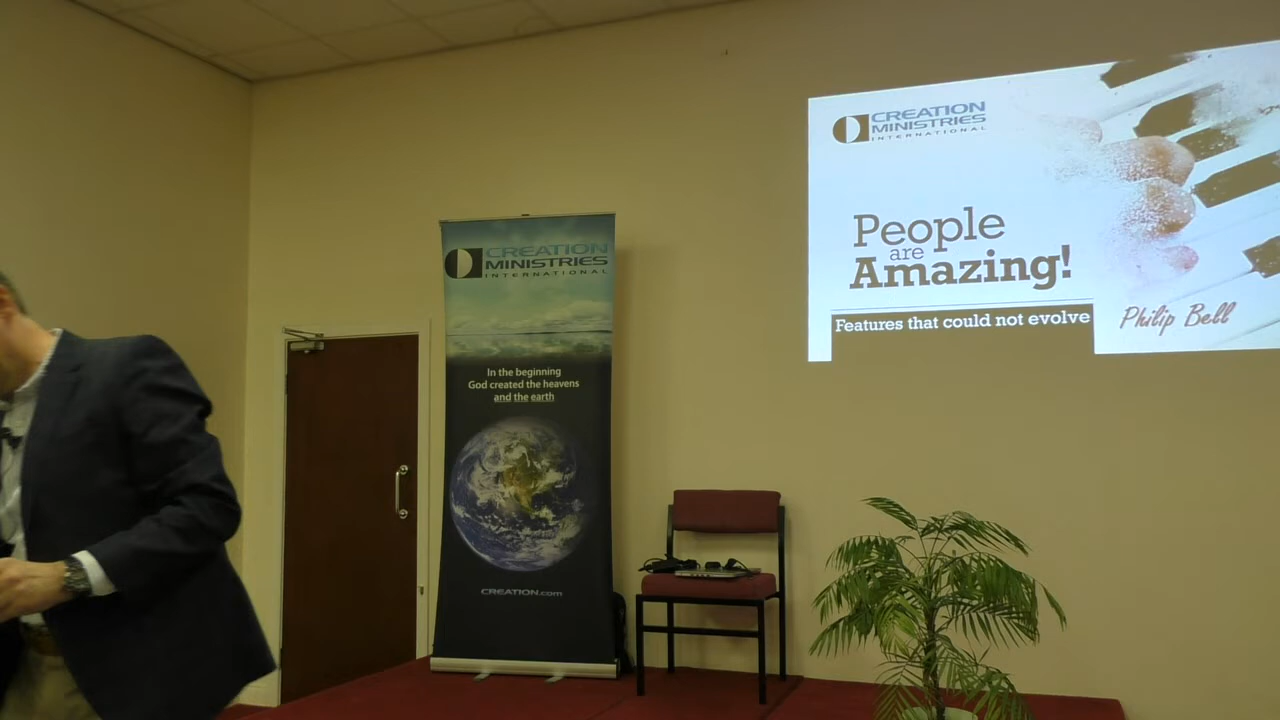 CREATION
MINISTRIES
INTERNATIONAL
In the beginning
God created the heavens
and the earth
CREATION.com
CREATION
MINISTRIES
INTERNATIONAL
People
are
Amazing!
Features that could not evolve
Philip Bell